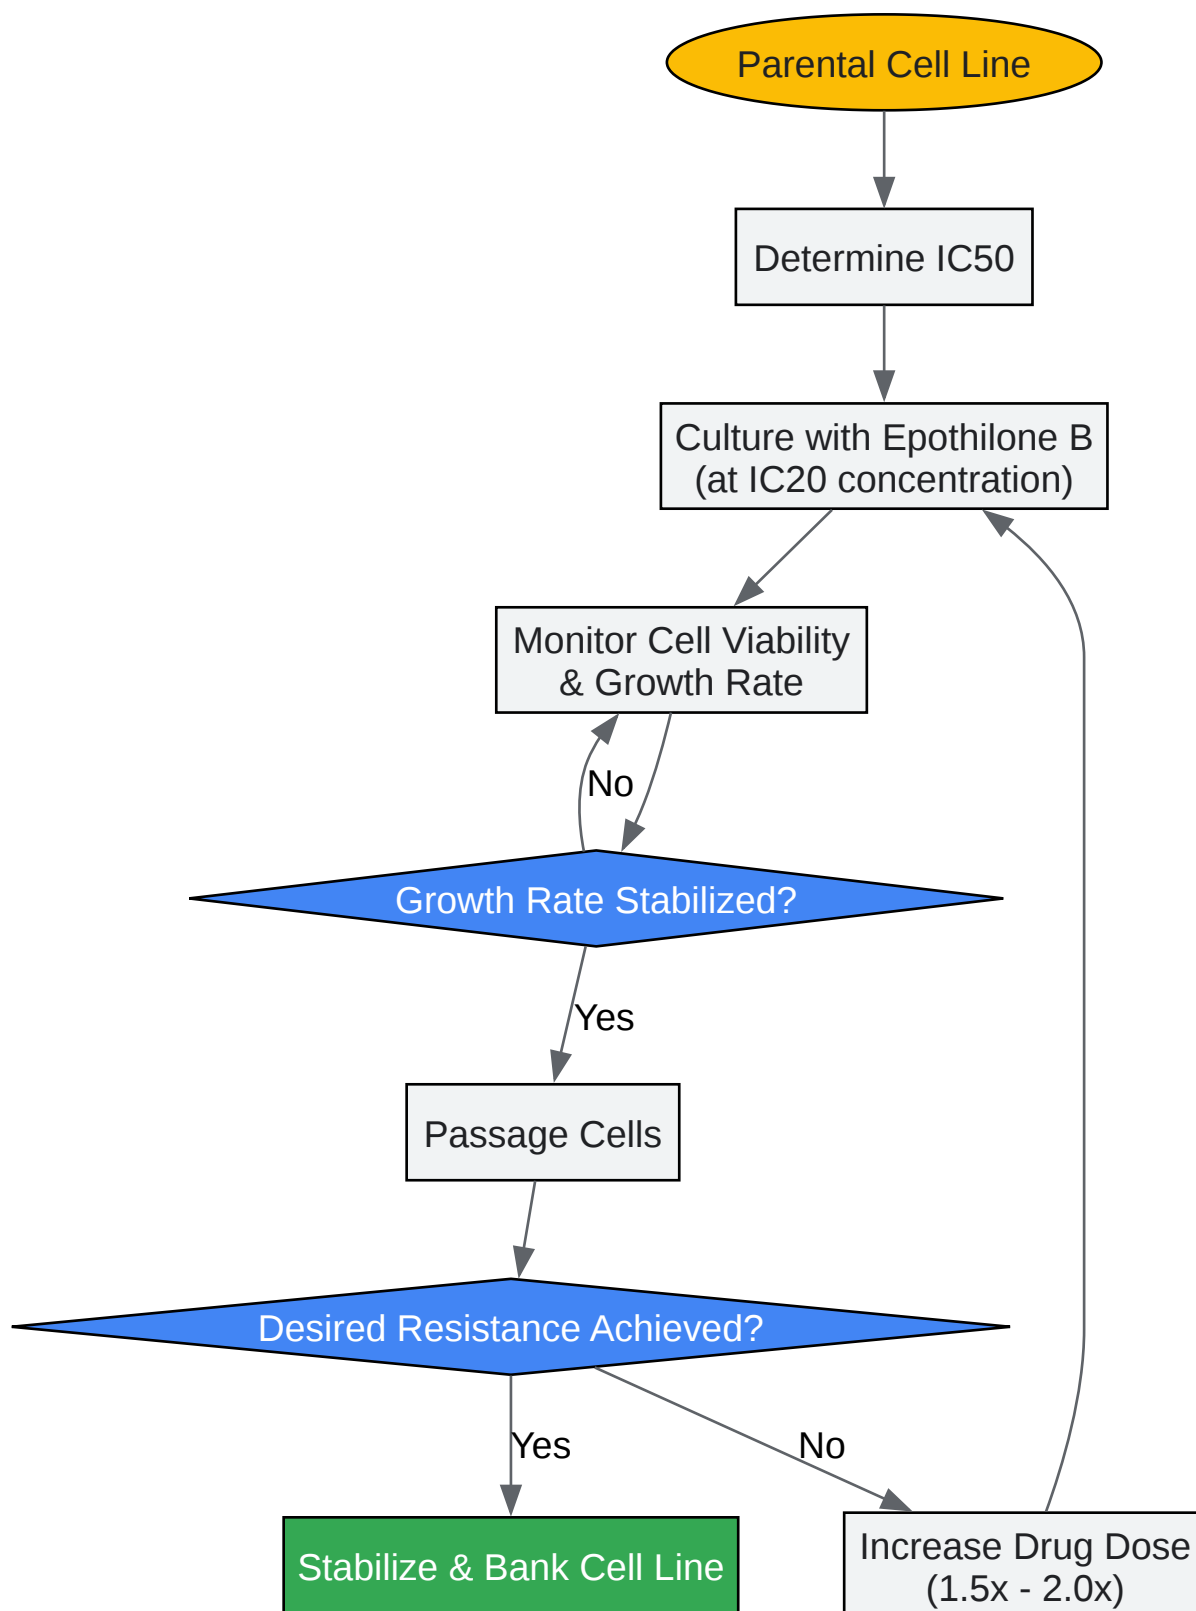 Parental Cell Line
Determine IC50
Culture with Epothilone B
(at IC20 concentration)
Monitor Cell Viability
& Growth Rate
No
Growth Rate Stabilized?
Yes
Passage Cells
Desired Resistance Achieved?
Yes
No
Stabilize & Bank Cell Line
Increase Drug Dose
(1.5x - 2.0x)